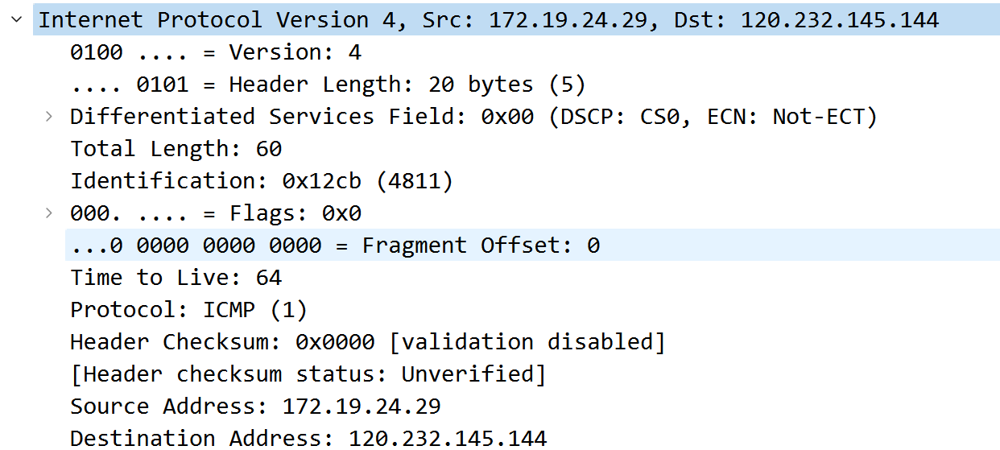 Internet Protocol Version 4, Src: 172.19.24.29, Dst: 120.232.145.144
0100 .... = Version: 4
.... 0101 = Header Length: 20 bytes (5)
Differentiated Services Field: 0x00 (DSCP: CS0, ECN: Not-ECT)
Total Length: 60
Identification: 0x12cb (4811)
000. .... = Flags: 0x0
...0 0000 0000 0000 = Fragment Offset: 0
Time to Live: 64
Protocol: ICMP (1)
Header Checksum: 0x0000 [validation disabled]
[Header checksum status: Unverified]
Source Address: 172.19.24.29
Destination Address: 120.232.145.144